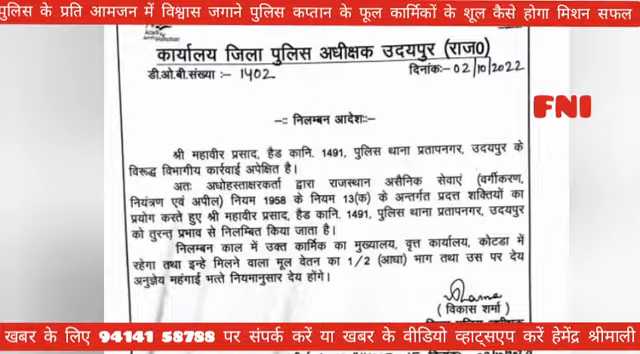 पुलिस के प्रति आमजन में विश्वास जगाने पुलिस कप्तान के फूल कार्मिकों के शूल कैसे होगा मिशन सफल
कार्यालय जिला पुलिस अधीक्षक उदयपुर (राज0)
डी.ओ.बी.संख्या :- 1402 दिनांकः- 02/10/2022
FNI
-:: निलम्बन आदेशः-
श्री महावीर प्रसाद, हैड कानि. 1491, पुलिस थाना प्रतापनगर, उदयपुर के
विरूद्ध विभागीय कार्रवाई अपेक्षित है।
अतः अधोहस्ताक्षरकर्ता द्वारा राजस्थान असैनिक सेवाएं (वर्गीकरण,
नियंत्रण एवं अपील) नियम 1958 के नियम 13(क) के अन्तर्गत प्रदत्त शक्तियों का
प्रयोग करते हुए श्री महावीर प्रसाद, हैड कानि. 1491, पुलिस थाना प्रतापनगर, उदयपुर
को तुरन्त प्रभाव से निलम्बित किया जाता है।
निलम्बन काल में उक्त कार्मिक का मुख्यालय, वृत्त कार्यालय, कोटडा में
रहेगा तथा इन्हे मिलने वाला मूल वेतन का 1/2 (आधा) भाग तथा उस पर देय
अनुज्ञेय महंगाई भत्ते नियमानुसार देय होंगे।
(विकास शर्मा)
खबर के लिए 94141 58788 पर संपर्क करें या खबर के वीडियो व्हाट्सएप करें हेमेंद्र श्रीमाली